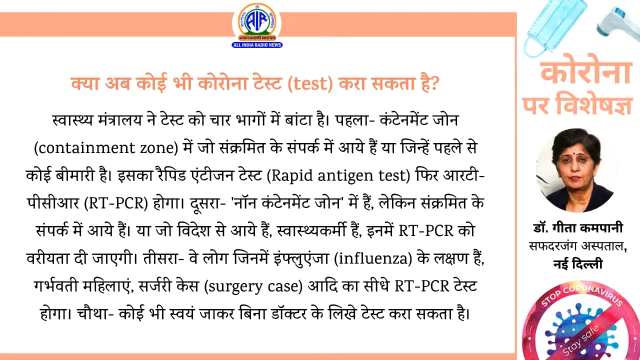 AIR
ALL INDIA RADIO NEWS
क्या अब कोई भी कोरोना टेस्ट (test) करा सकता है?
स्वास्थ्य मंत्रालय ने टेस्ट को चार भागों में बांटा है। पहला- कंटेनमेंट जोन
(containment zone) में जो संक्रमित के संपर्क में आये हैं या जिन्हें पहले से
कोई बीमारी है। इसका रैपिड एंटीजन टेस्ट (Rapid antigen test) फिर आरटी-
पीसीआर (RT-PCR) होगा। दूसरा- 'नॉन कंटेनमेंट जोन' में हैं, लेकिन संक्रमित के
संपर्क में आये हैं। या जो विदेश से आये हैं, स्वास्थ्यकर्मी हैं, इनमें RT-PCR को
वरीयता दी जाएगी। तीसरा- वे लोग जिनमें इंफ्लुएंजा (influenza) के लक्षण हैं,
गर्भवती महिलाएं, सर्जरी केस (surgery case) आदि का सीधे RT-PCR टेस्ट
होगा। चौथा- कोई भी स्वयं जाकर बिना डॉक्टर के लिखे टेस्ट करा सकता है।
कोरोना
पर विशेषज्ञ
डॉ. गीता कमपानी
सफदरजंग अस्पताल,
नई दिल्ली
STOP CORONAVIRUS
Stay safe